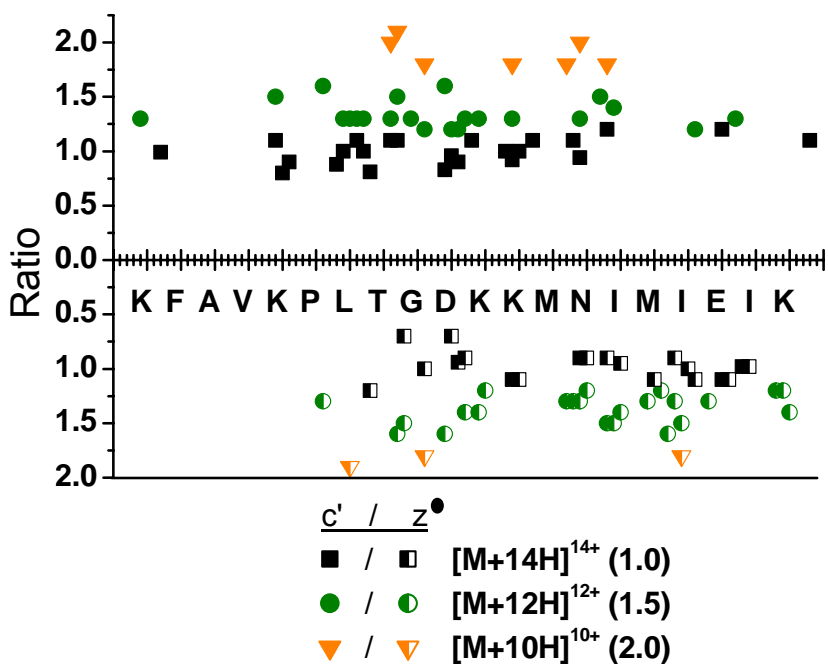 2.0
1.5
1.0
0.5
0.0
K F A V K P L T G D K K M N I M I E I K
0.5
1.0
1.5
2.0
Ratio
c' / z•
/ [M+14H]14+ (1.0)
/ [M+12H]12+ (1.5)
/ [M+10H]10+ (2.0)